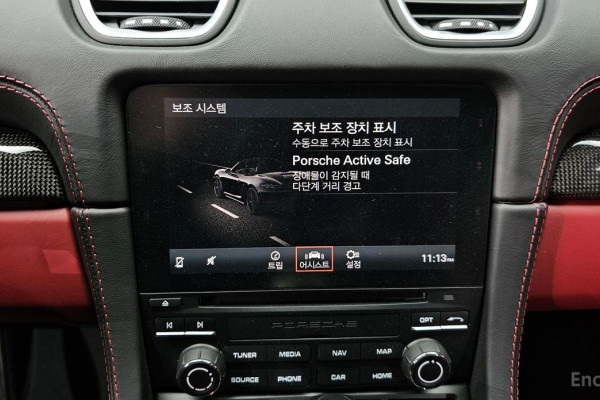 보조 시스템
주차 보조 장치 표시
수동으로 주차 보조 장치 표시
Porsche Active Safe
장애물이 감지될 때
다단계 거리 경고
트립 어시스트 설정 11:13PM
PORSCHE
OPT
TUNER MEDIA NAV MAP
SOURCE PHONE CAR HOME
Enc